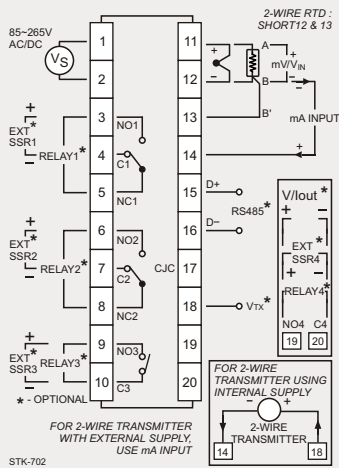 2-WIRE RTD :
SHORT12 & 13
85~265V
AC/DC
VS
1
2
3
4
5
6
7
8
9
10
11
12
13
14
15
16
17
18
19
20
+
−
A
B
B'
+
mV/VIN
−
−
mA INPUT
+
+
EXT *
SSR1
−
RELAY1*
NO1
C1
NC1
+
EXT *
SSR2
−
RELAY2*
NO2
C2
NC2
CJC
+
EXT *
SSR3
−
RELAY3*
NO3
C3
D+
RS485*
D−
VTX*
V/Iout *
+ −
EXT *
SSR4
+ −
RELAY4*
NO4 C4
19 20
* - OPTIONAL
FOR 2-WIRE TRANSMITTER
WITH EXTERNAL SUPPLY,
USE mA INPUT
FOR 2-WIRE
TRANSMITTER USING
INTERNAL SUPPLY
− +
2-WIRE
TRANSMITTER
14 18
STK-702